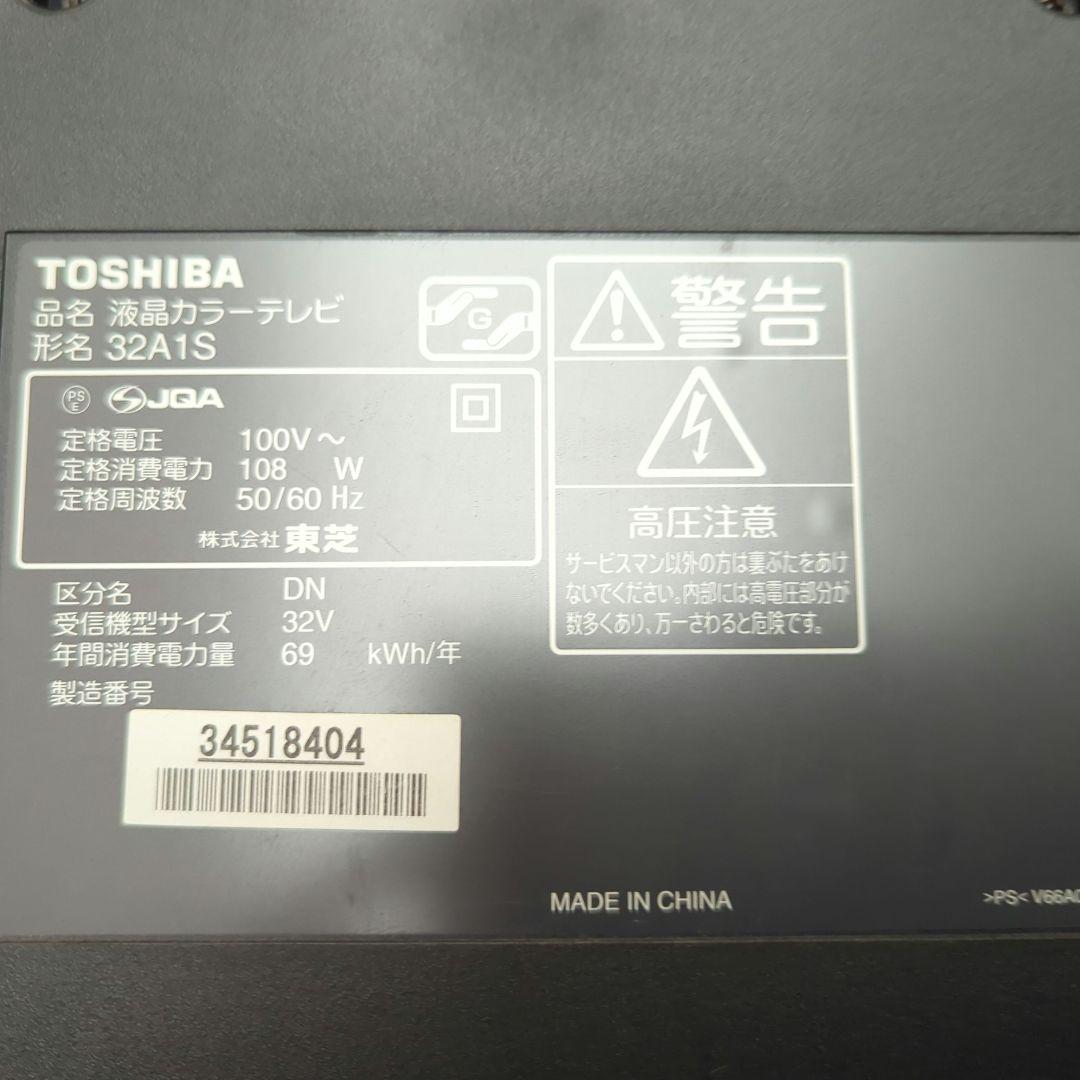 TOSHIBA
品名 液晶カラーテレビ
形名 32A1S
G
PS
E
JQA
定格電圧 100V～
定格消費電力 108 W
定格周波数 50/60 Hz
株式会社 東芝
区分名 DN
受信機型サイズ 32V
年間消費電力量 69 kWh/年
製造番号
34518404
警告
高圧注意
サービスマン以外の方は裏ぶたをあけ
ないでください。内部には高電圧部分が
数多くあり、万一さわると危険です。
MADE IN CHINA
>PS< V66A